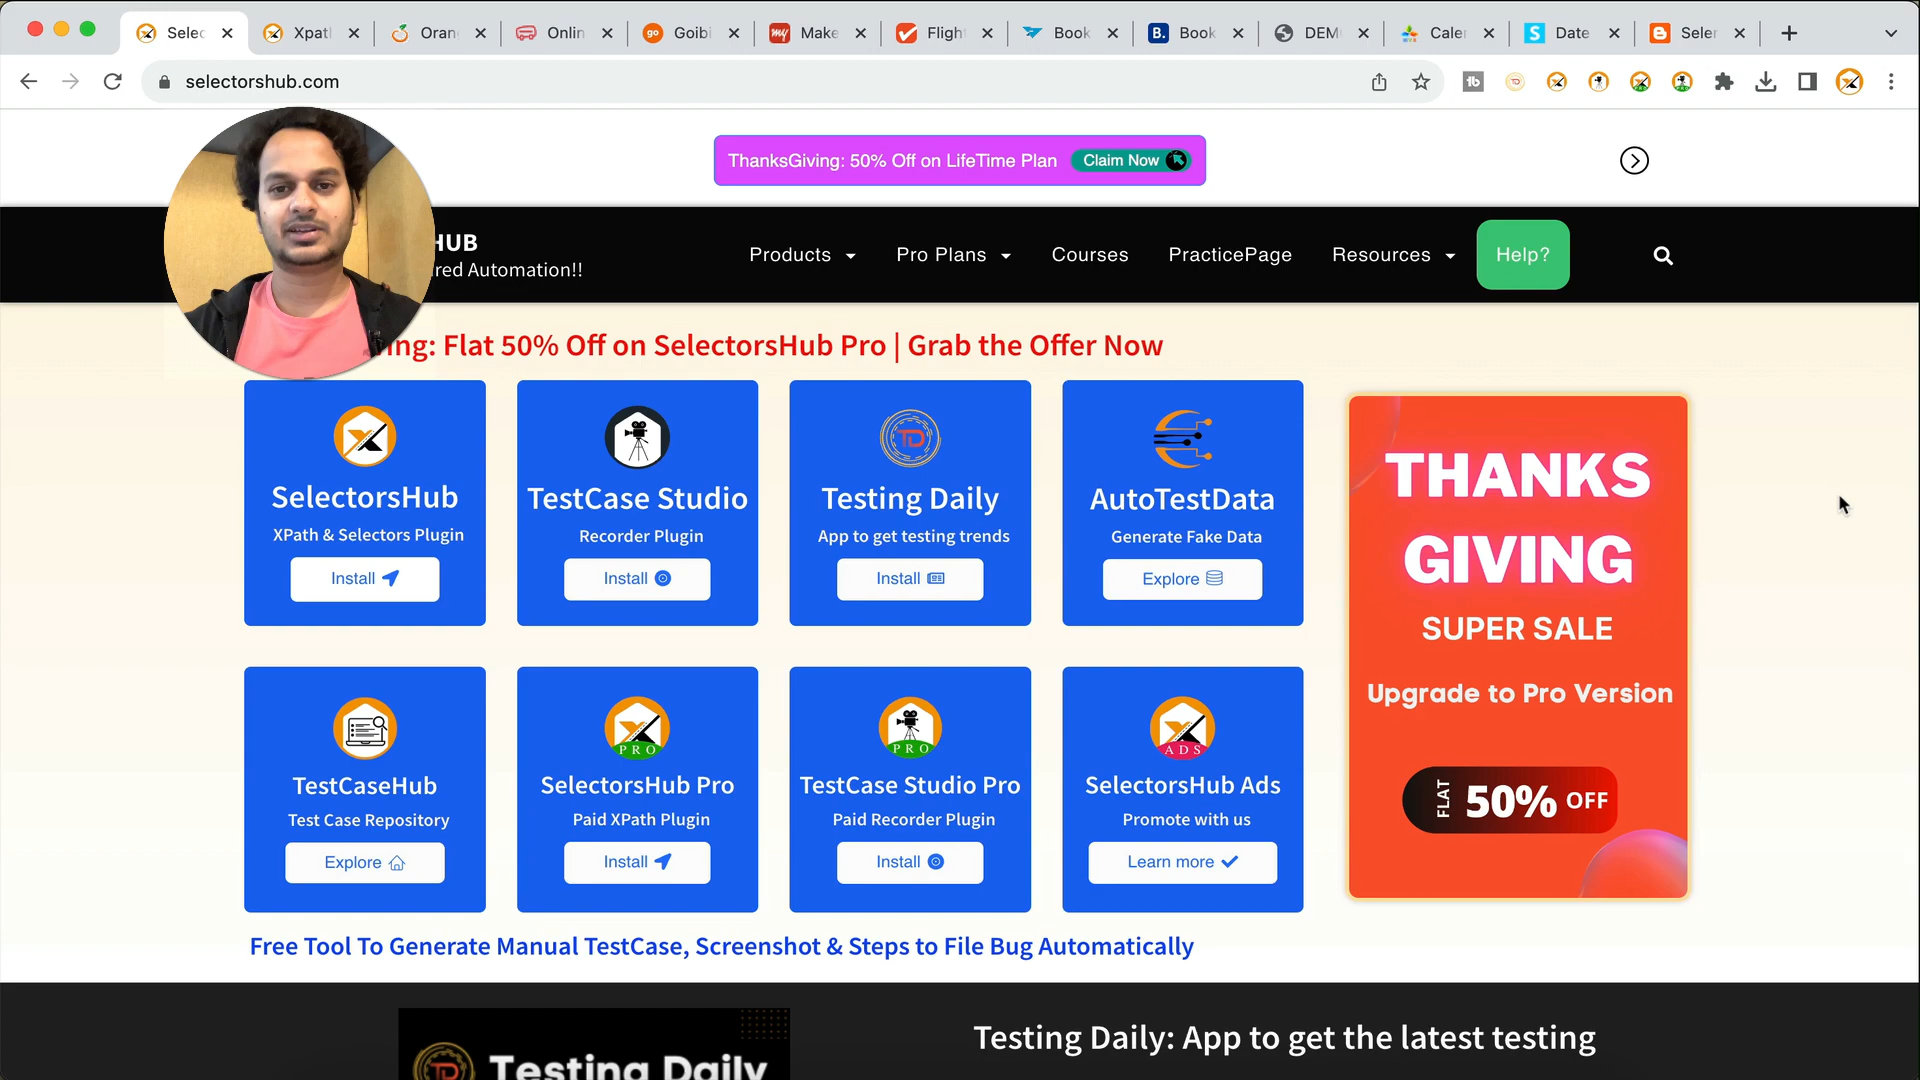 Selec
Xpat
Oran
Onlin
Goibi
Make
Flight
Book
Book
DEM
Caler
Date
Seler
selectorshub.com
ThanksGiving: 50% Off on LifeTime Plan Claim Now
HUB
red Automation!!
Products
Pro Plans
Courses
PracticePage
Resources
Help?
ing: Flat 50% Off on SelectorsHub Pro | Grab the Offer Now
SelectorsHub
XPath & Selectors Plugin
Install
TestCase Studio
Recorder Plugin
Install
TD
Testing Daily
App to get testing trends
Install
AutoTestData
Generate Fake Data
Explore
TestCaseHub
Test Case Repository
Explore
PRO
SelectorsHub Pro
Paid XPath Plugin
Install
PRO
TestCase Studio Pro
Paid Recorder Plugin
Install
ADS
SelectorsHub Ads
Promote with us
Learn more
THANKS
GIVING
SUPER SALE
Upgrade to Pro Version
FLAT 50% OFF
Free Tool To Generate Manual TestCase, Screenshot & Steps to File Bug Automatically
Testing Daily
Testing Daily: App to get the latest testing